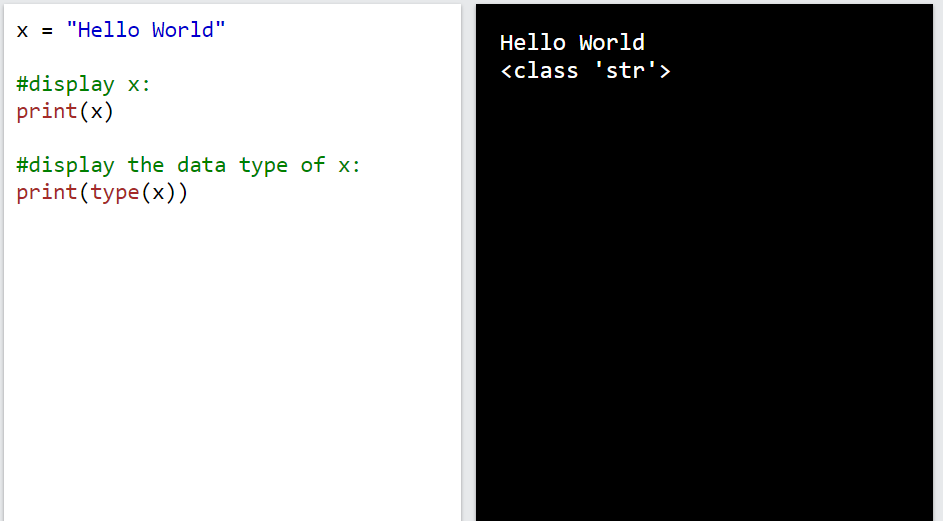 x = "Hello World"
#display x:
print(x)
#display the data type of x:
print(type(x))
Hello World
<class 'str'>